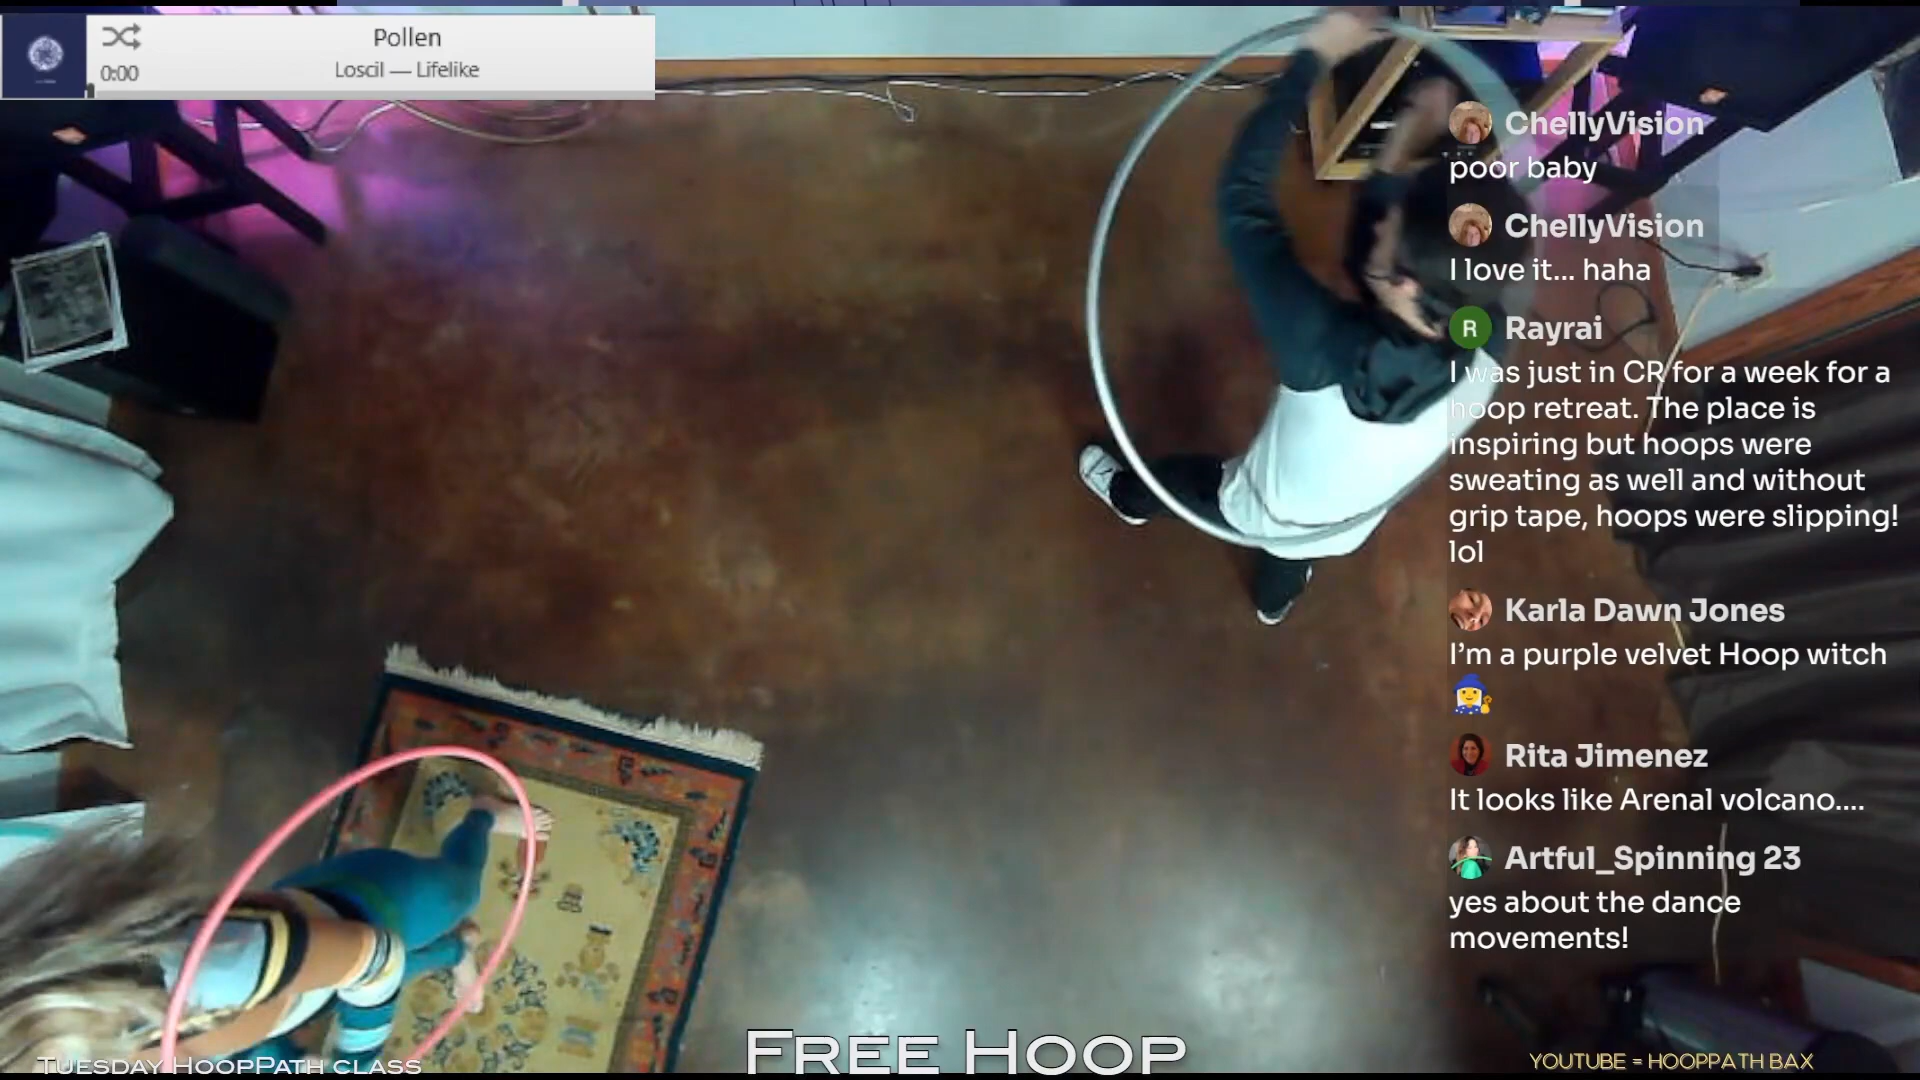 Pollen
0:00
Loscil — Lifelike
ChellyVision
poor baby
ChellyVision
I love it... haha
R Rayrai
I was just in CR for a week for a
hoop retreat. The place is
inspiring but hoops were
sweating as well and without
grip tape, hoops were slipping!
lol
Karla Dawn Jones
I'm a purple velvet Hoop witch
🧙‍♀️
Rita Jimenez
It looks like Arenal volcano....
Artful_Spinning 23
yes about the dance
movements!
TUESDAY HOOPPATH CLASS
FREE HOOP
YOUTUBE = HOOPPATH BAX